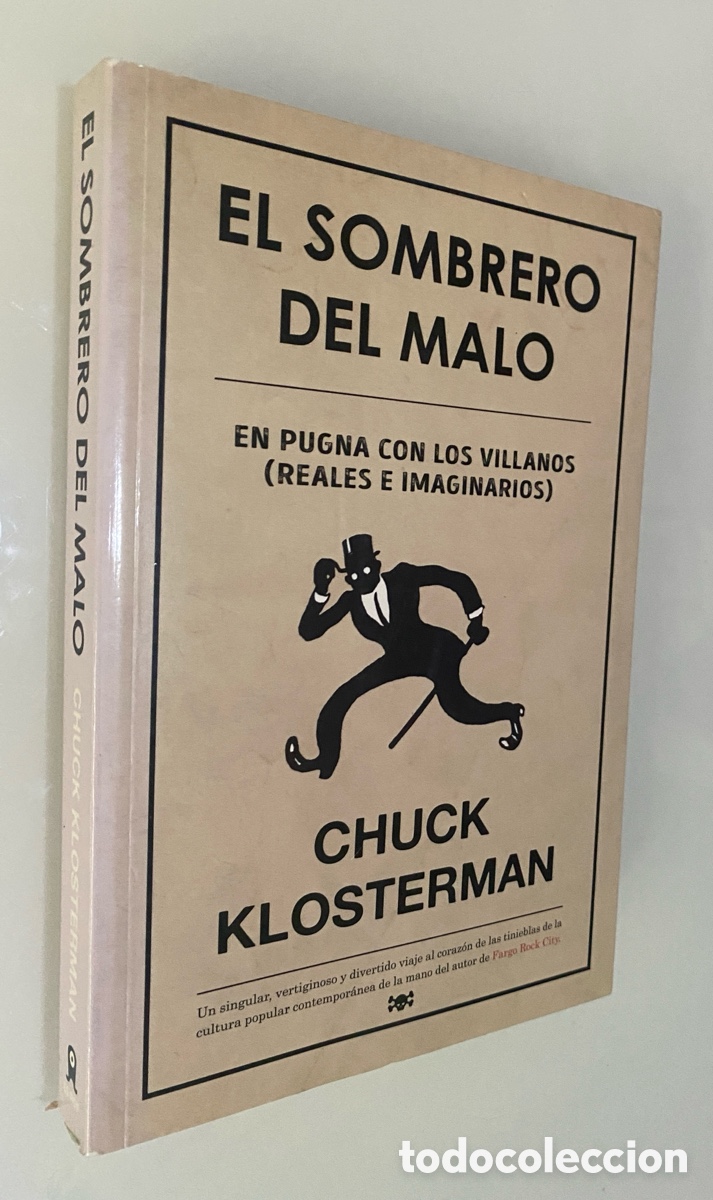 EL SOMBRERO DEL MALO CHUCK KLOSTERMAN
EL SOMBRERO
DEL MALO
EN PUGNA CON LOS VILLANOS
(REALES E IMAGINARIOS)
CHUCK
KLOSTERMAN
Un singular, vertiginoso y divertido viaje al corazón de las tinieblas de la
cultura popular contemporánea de la mano del autor de Fargo Rock City.
todocoleccion